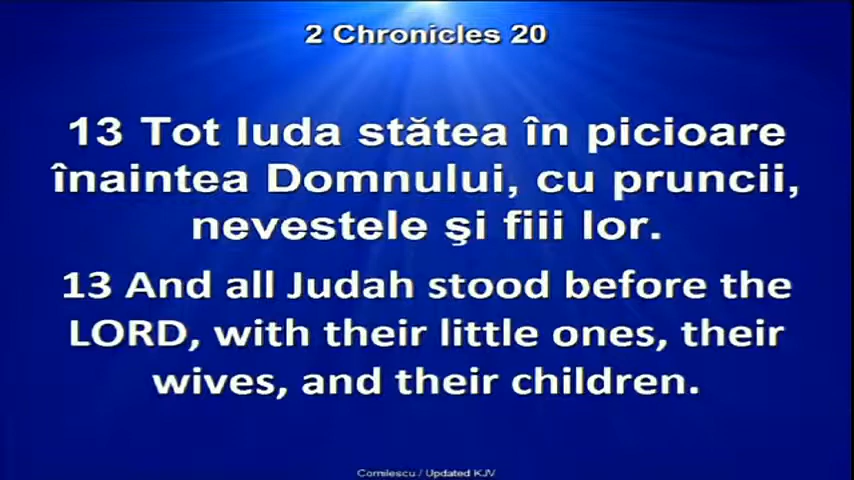 2 Chronicles 20
13 Tot Iuda stătea în picioare
înaintea Domnului, cu pruncii,
nevestele şi fiii lor.
13 And all Judah stood before the
LORD, with their little ones, their
wives, and their children.
Cornilescu / Updated KJV